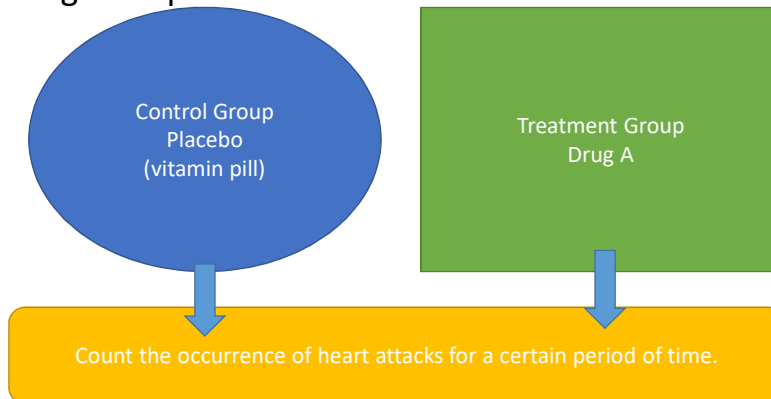 Control Group
Placebo
(vitamin pill)
Treatment Group
Drug A
Count the occurrence of heart attacks for a certain period of time.